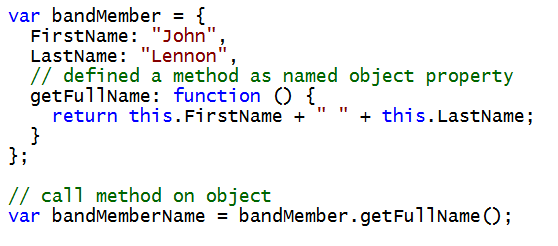 var bandMember = {
  FirstName: "John",
  LastName: "Lennon",
  // defined a method as named object property
  getFullName: function () {
    return this.FirstName + " " + this.LastName;
  }
};

// call method on object
var bandMemberName = bandMember.getFullName();